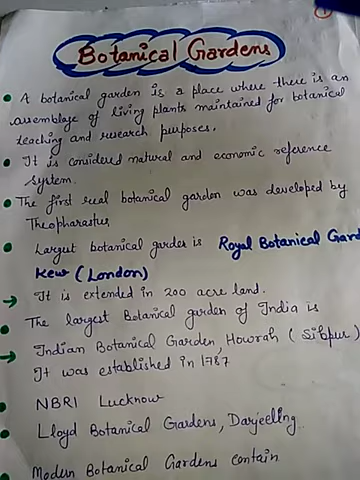 1
Botanical Gardens
A botanical garden is a place where there is an
assemblage of living plants maintained for botanical
teaching and research purposes.
It is considered natural and economic reference
system.
The first real botanical garden was developed by
Theopharastus
Largest botanical garden is Royal Botanical Gard
Kew (London)
→ It is extended in 200 acre land.
The largest Botanical garden of India is
→ Indian Botanical Garden, Howrah (Sibpur)
It was established in 1787
NBRI Lucknow
Lloyd Botanical Gardens, Darjeeling
Modern Botanical Gardens contain